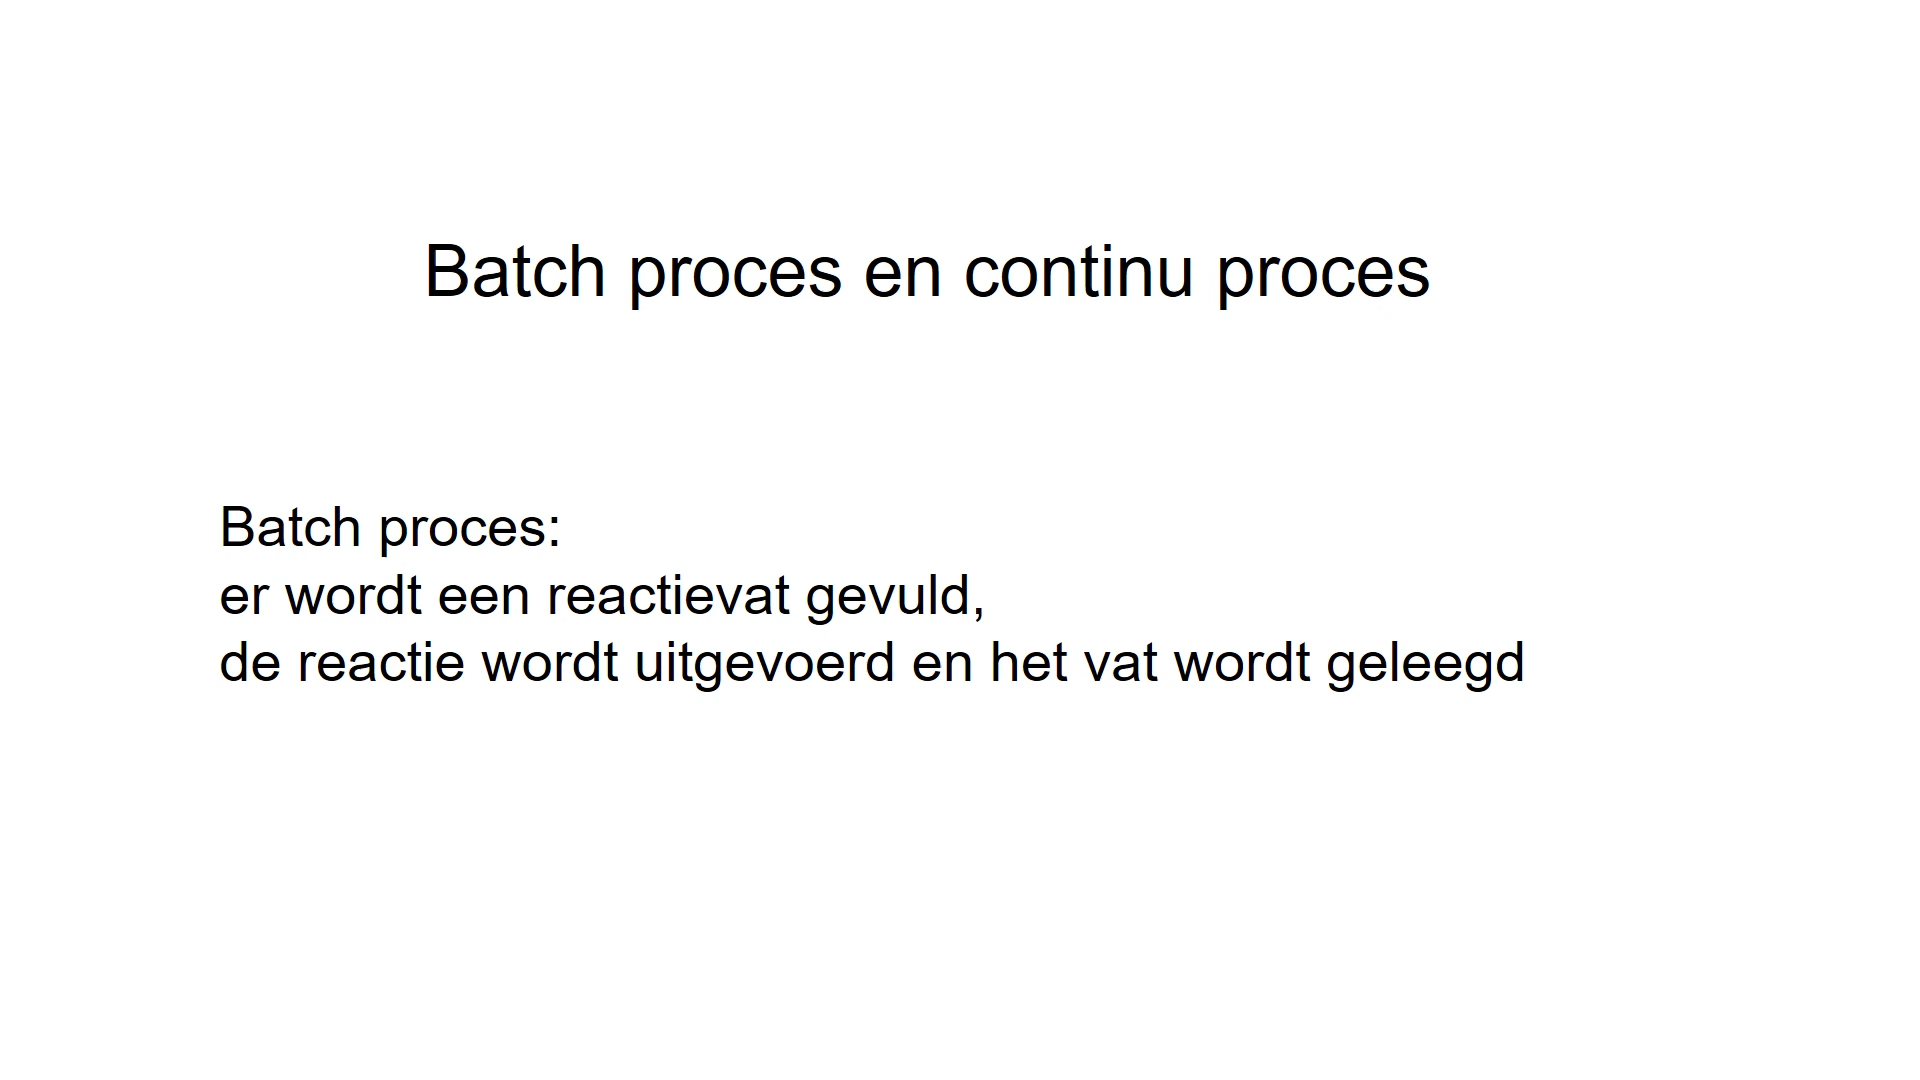 Batch proces en continu proces
Batch proces:
er wordt een reactievat gevuld,
de reactie wordt uitgevoerd en het vat wordt geleegd